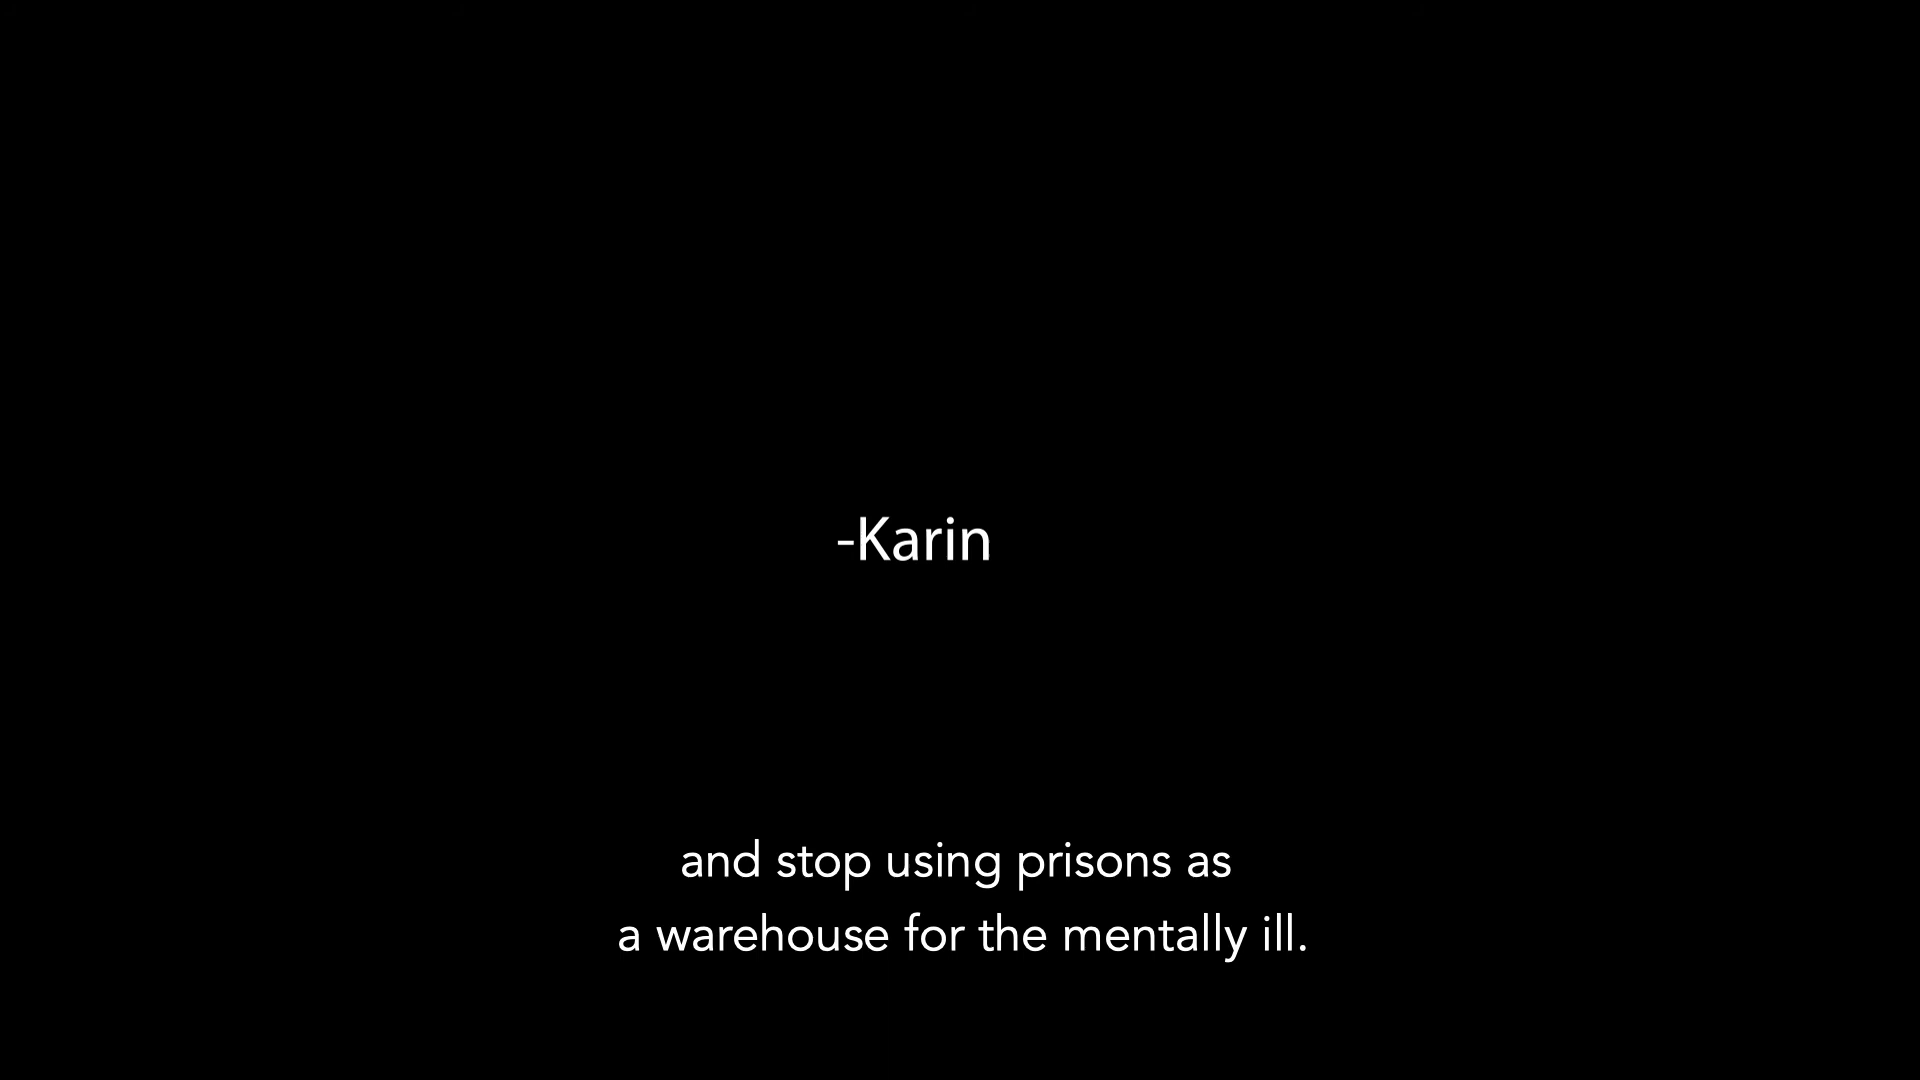 -Karin
and stop using prisons as
a warehouse for the mentally ill.